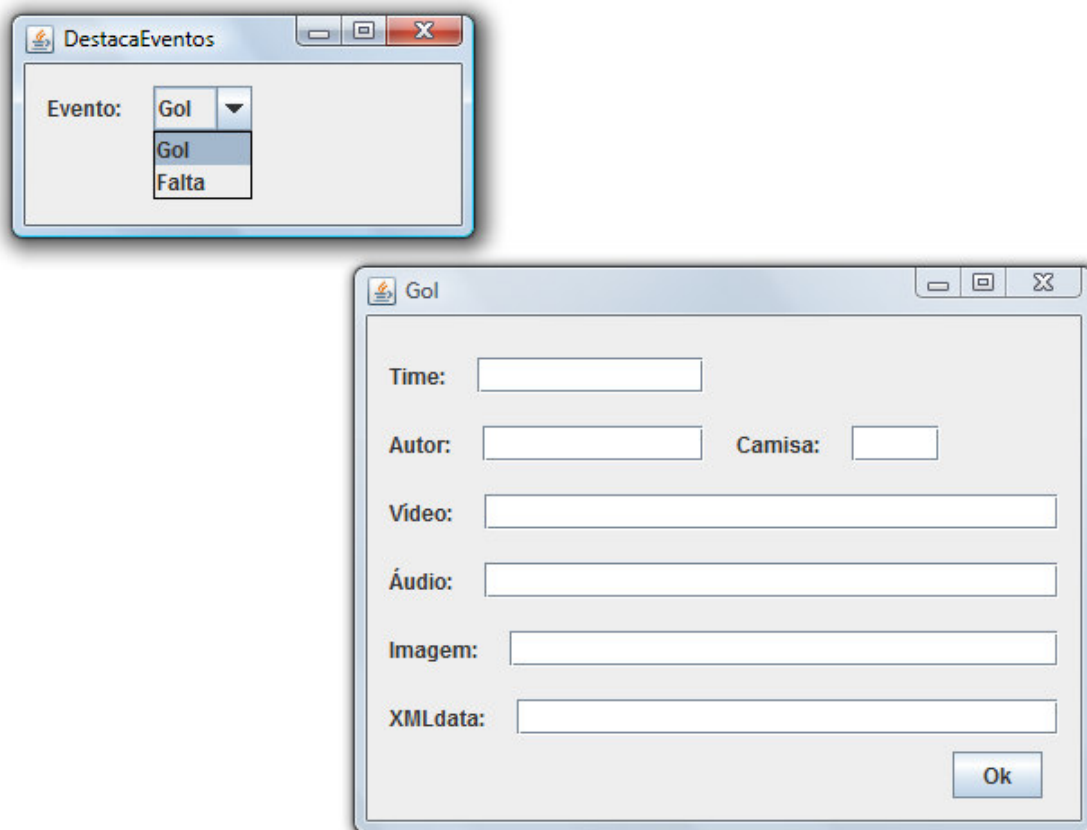 DestacaEventos
Evento: Gol
Gol
Falta
Gol
Time:
Autor: Camisa:
Vídeo:
Áudio:
Imagem:
XMLdata:
Ok